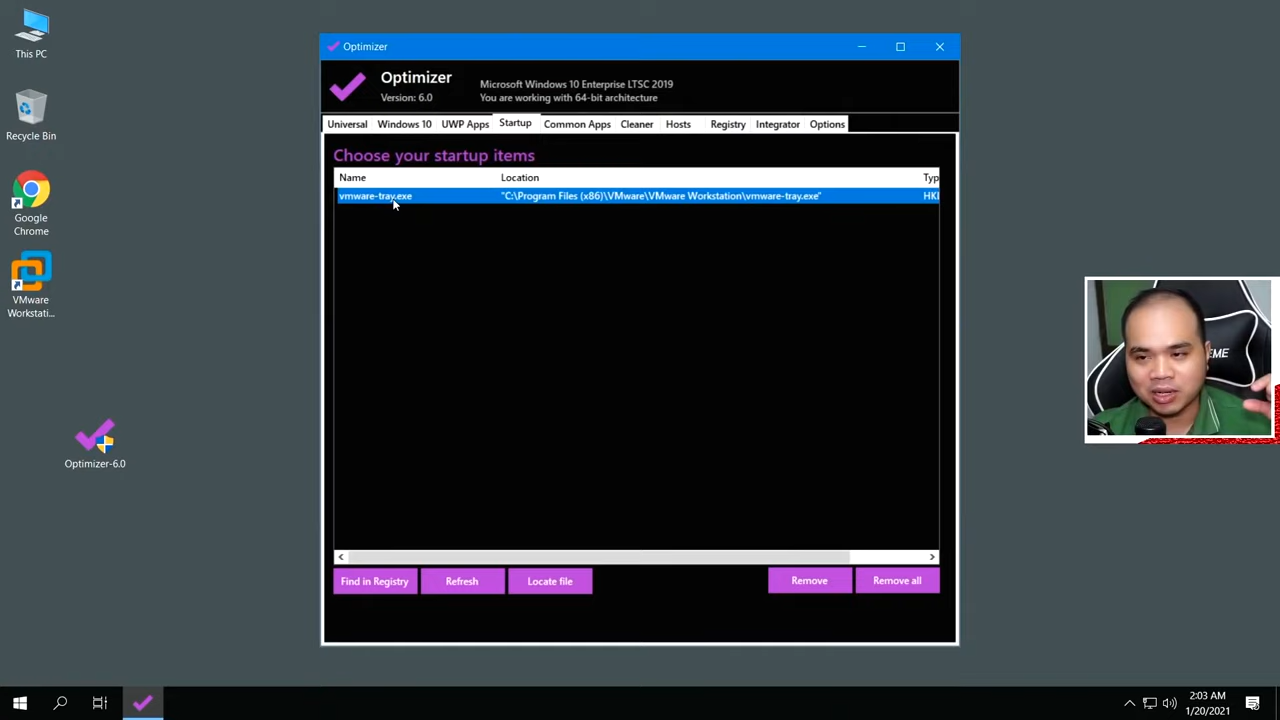 This PC
Recycle Bin
Google
Chrome
VMware
Workstati...
Optimizer-6.0
Optimizer
Optimizer
Version: 6.0
Microsoft Windows 10 Enterprise LTSC 2019
You are working with 64-bit architecture
Universal Windows 10 UWP Apps Startup Common Apps Cleaner Hosts Registry Integrator Options
Choose your startup items
Name Location Typ
vmware-tray.exe "C:\Program Files (x86)\VMware\VMware Workstation\vmware-tray.exe"
Find in Registry Refresh Locate file Remove Remove all
EME
2:03 AM
1/20/2021